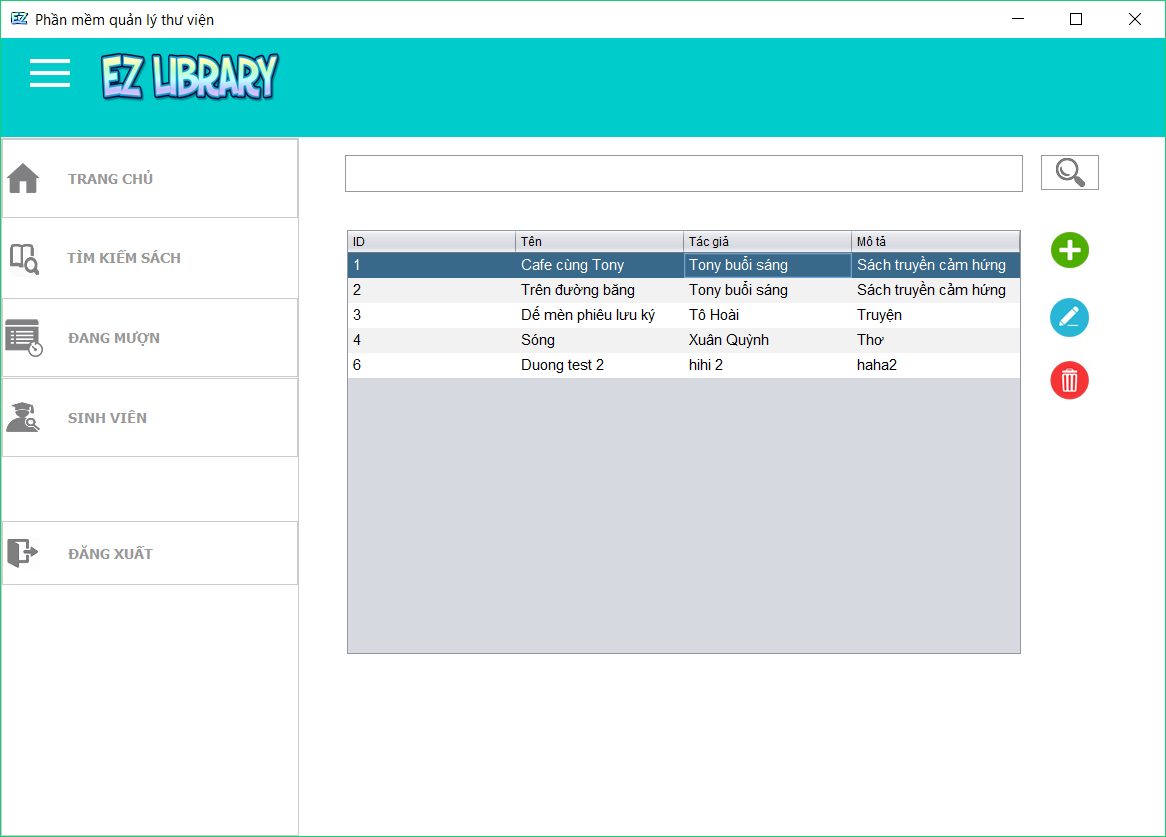 EZ Phần mềm quản lý thư viện
EZ LIBRARY
TRANG CHỦ
TÌM KIẾM SÁCH
ĐANG MƯỢN
SINH VIÊN
ĐĂNG XUẤT
ID Tên Tác giả Mô tả
1 Cafe cùng Tony Tony buổi sáng Sách truyền cảm hứng
2 Trên đường băng Tony buổi sáng Sách truyền cảm hứng
3 Dế mèn phiêu lưu ký Tô Hoài Truyện
4 Sóng Xuân Quỳnh Thơ
6 Duong test 2 hihi 2 haha2